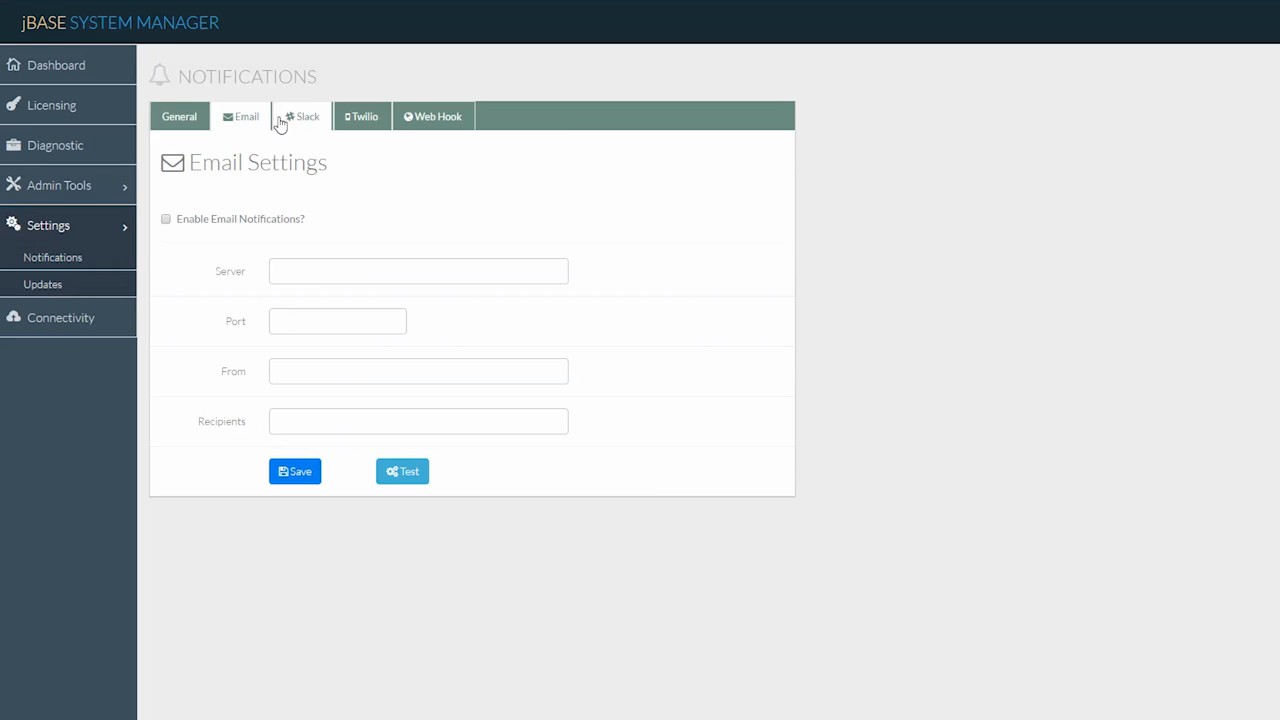 jBASE SYSTEM MANAGER
Dashboard
Licensing
Diagnostic
Admin Tools
Settings
Notifications
Updates
Connectivity
NOTIFICATIONS
General Email Slack Twilio Web Hook
Email Settings
Enable Email Notifications?
Server
Port
From
Recipients
Save Test